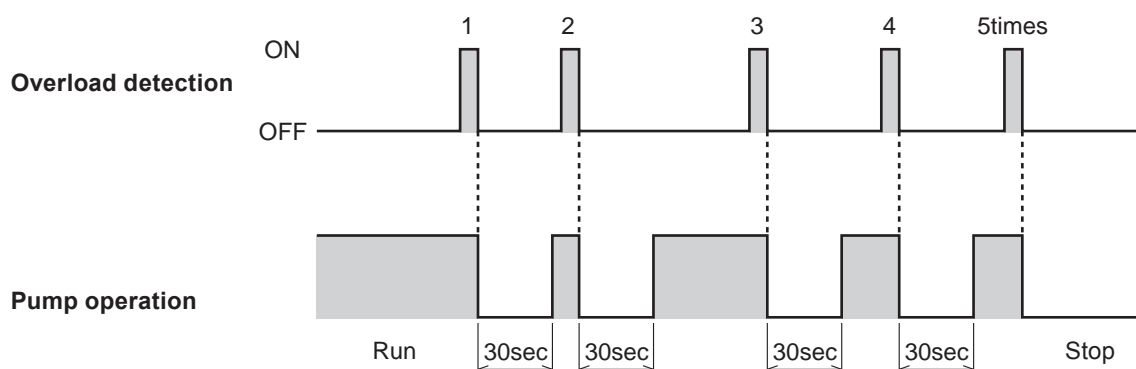 1 2 3 4 5times
ON
Overload detection
OFF
Pump operation
Run 30sec 30sec 30sec 30sec Stop